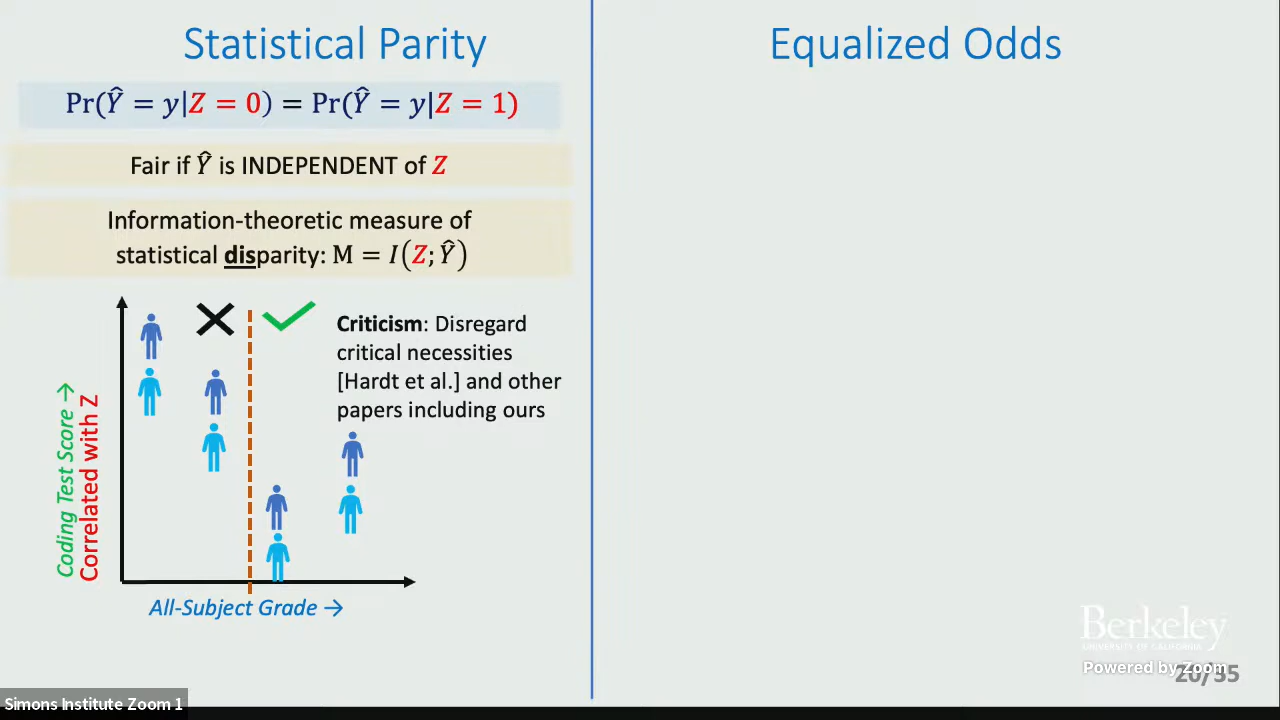 Statistical Parity
Pr(Ŷ = y|Z = 0) = Pr(Ŷ = y|Z = 1)
Fair if Ŷ is INDEPENDENT of Z
Information-theoretic measure of
statistical disparity: M = I(Z; Ŷ)
Criticism: Disregard
critical necessities
[Hardt et al.] and other
papers including ours
Coding Test Score →
Correlated with Z
All-Subject Grade →
Equalized Odds
Berkeley
UNIVERSITY OF CALIFORNIA
Powered by Zoom
20/35
Simons Institute Zoom 1